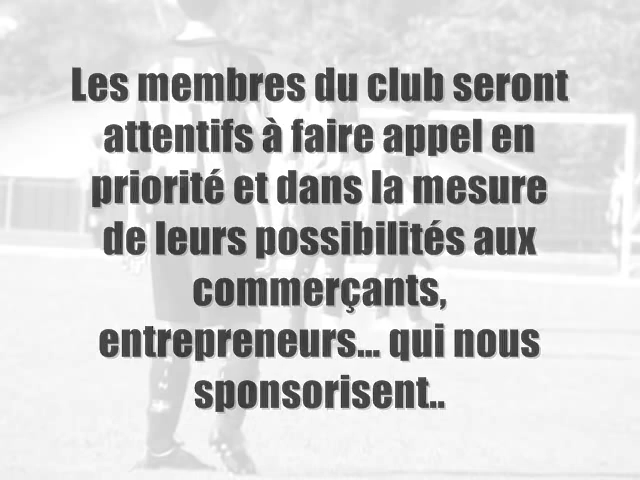 Les membres du club seront
attentifs à faire appel en
priorité et dans la mesure
de leurs possibilités aux
commerçants,
entrepreneurs... qui nous
sponsorisent..